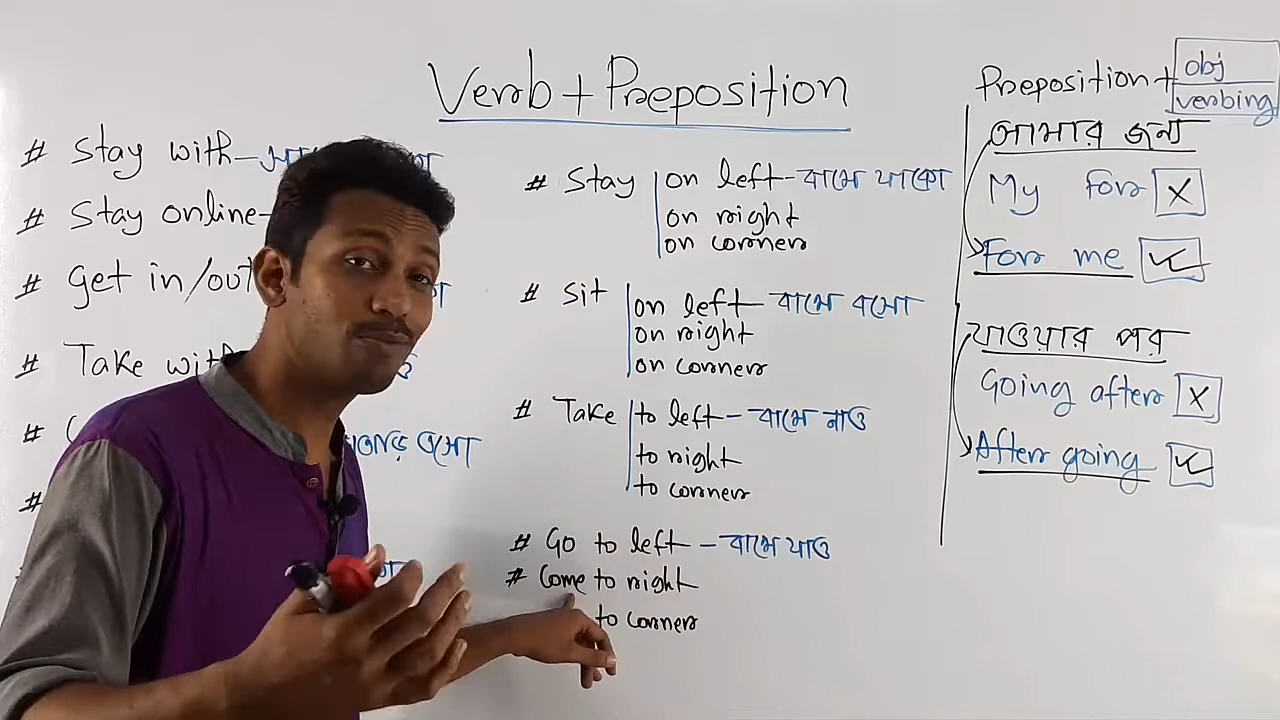 Verb + Preposition
# Stay with-
# Stay online-
# get in/out
# Take with
#
এসো
#
# Stay on left - বামে থাকো
on right
on corner
# Sit on left - বামে বসো
on right
on corner
# Take to left - বামে নাও
to right
to corner
# Go to left - বামে যাও
# Come to right
to corner
Preposition + obj
verbing
আমার জন্য
My for X
For me ✓
যাওয়ার পর
Going after X
After going ✓